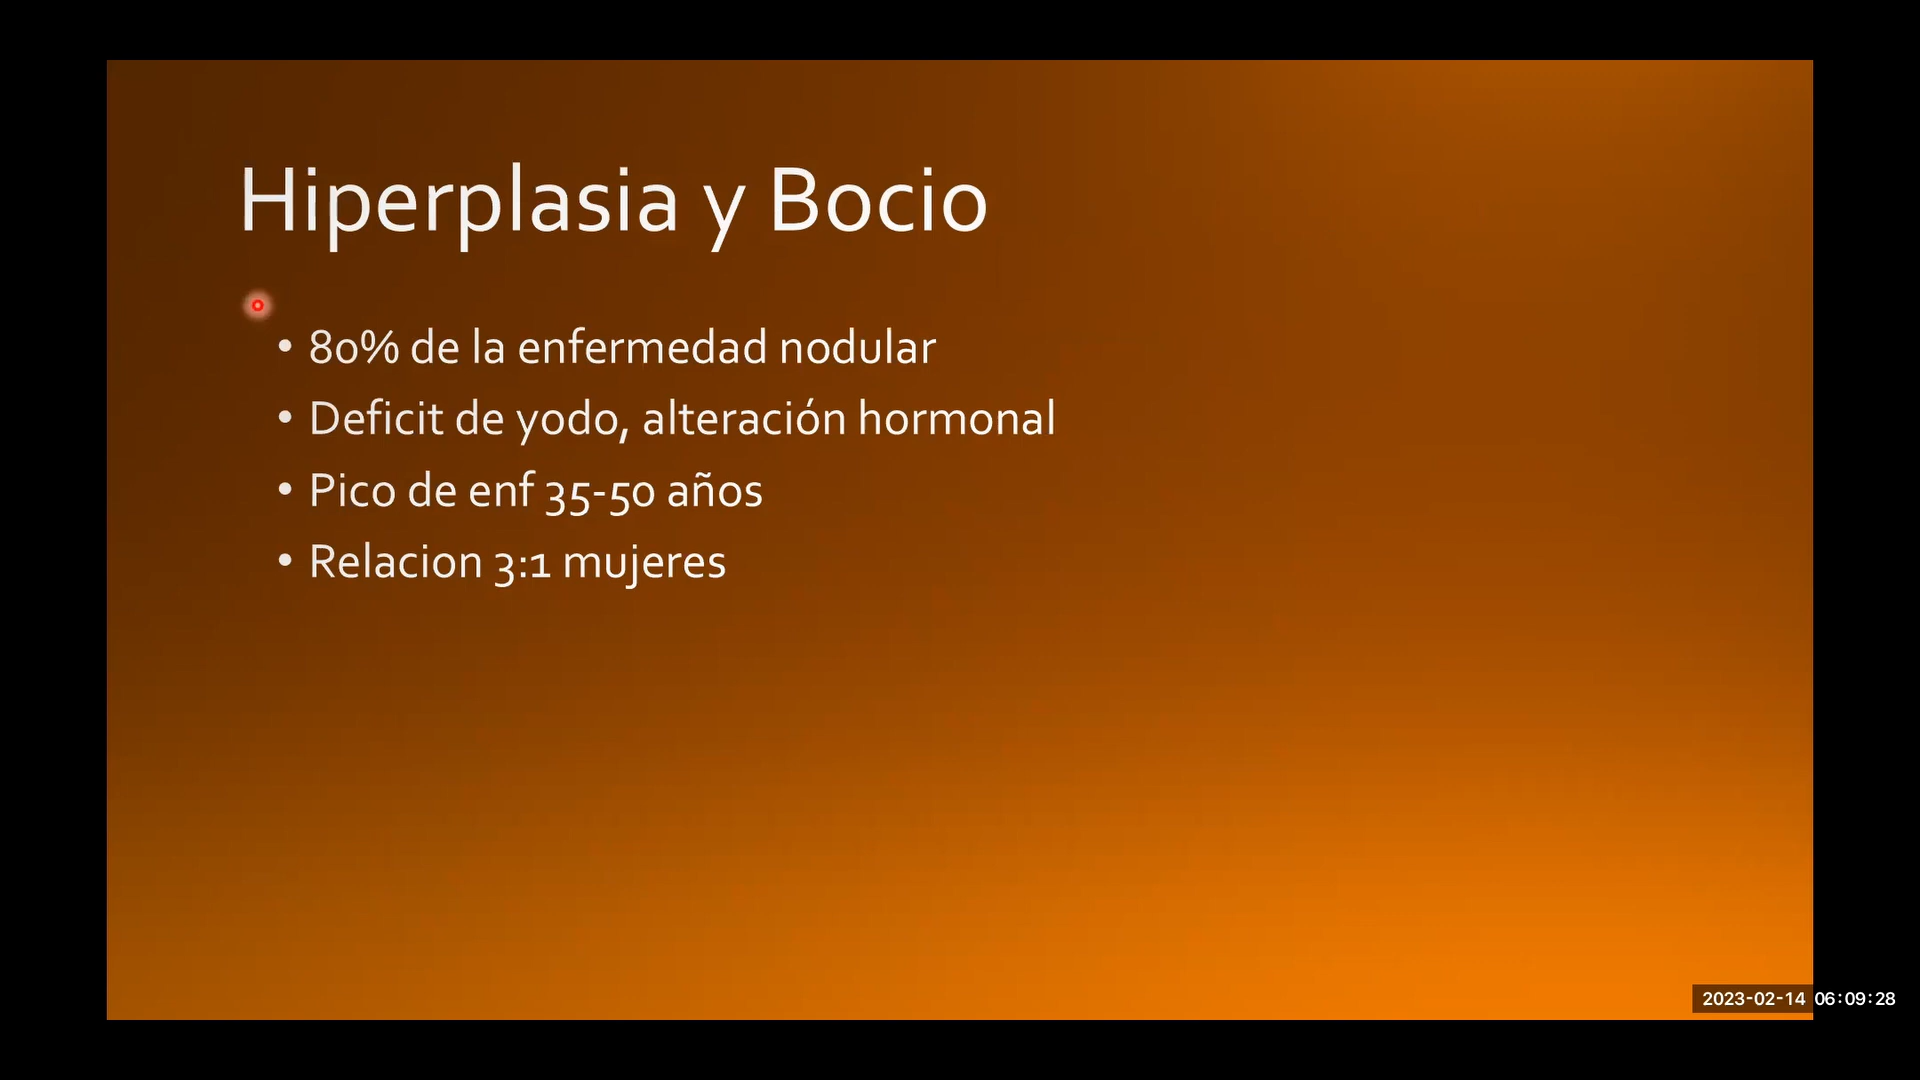 Hiperplasia y Bocio
• 80% de la enfermedad nodular
• Deficit de yodo, alteración hormonal
• Pico de enf 35-50 años
• Relacion 3:1 mujeres
2023-02-14 06:09:28